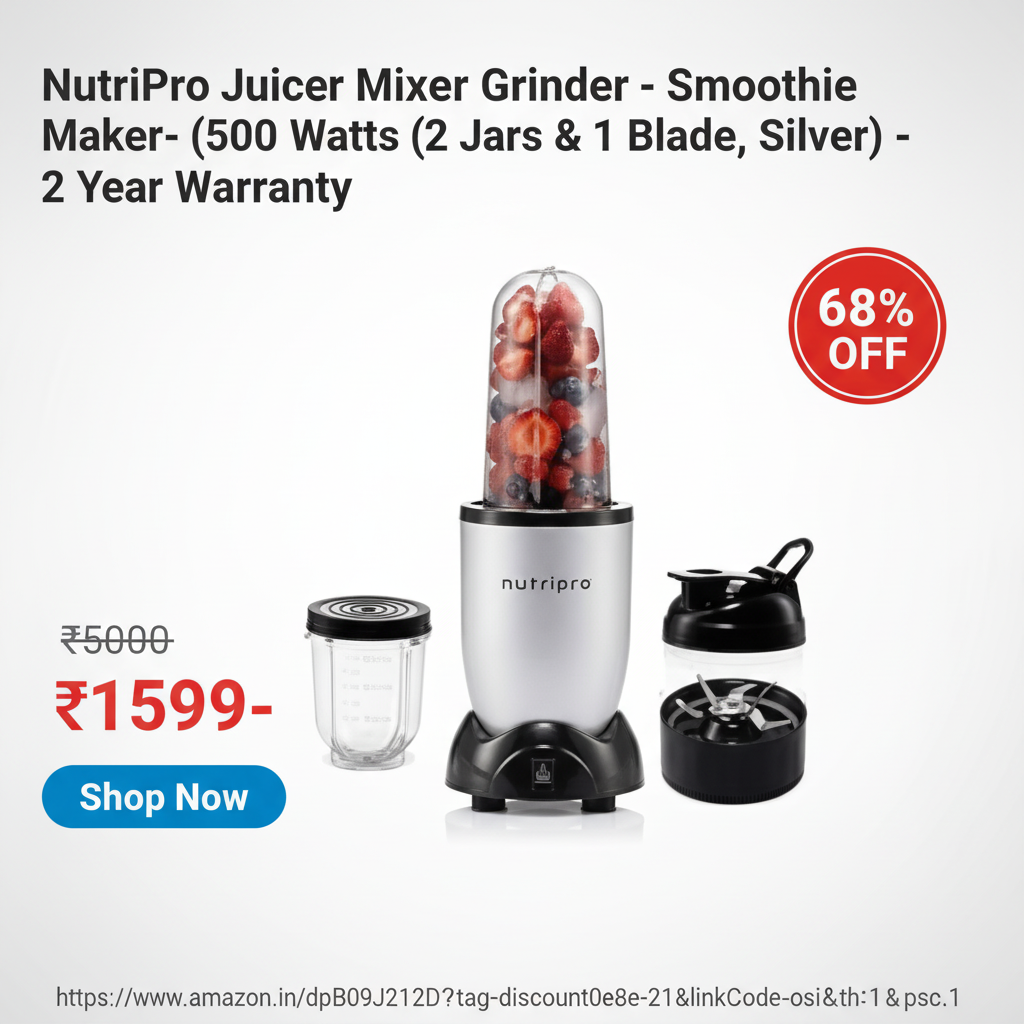 NutriPro Juicer Mixer Grinder - Smoothie
Maker- (500 Watts (2 Jars & 1 Blade, Silver) -
2 Year Warranty
68%
OFF
nutripro
₹5000
₹1599-
Shop Now
https://www.amazon.in/dpB09J212D?tag-discount0e8e-21&linkCode-osi&th:1&psc.1